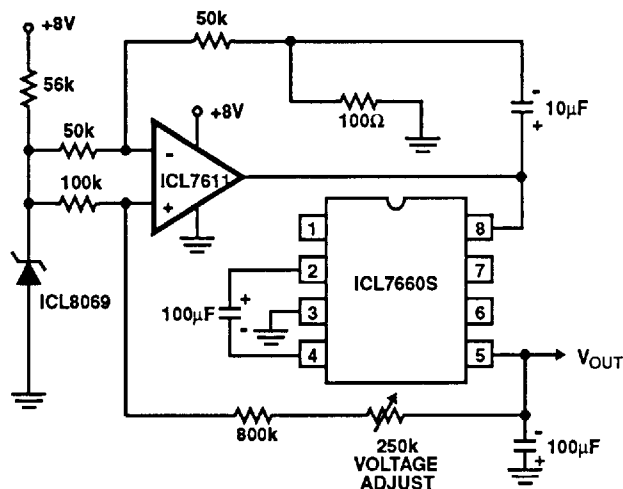 +8V
50k
56k
+8V
50k
-
10µF
+
100Ω
-
ICL7611
+
100k
ICL8069
1
8
2
ICL7660S
7
+
100µF
-
3
6
4
5
VOUT
800k
250k
VOLTAGE
ADJUST
-
100µF
+